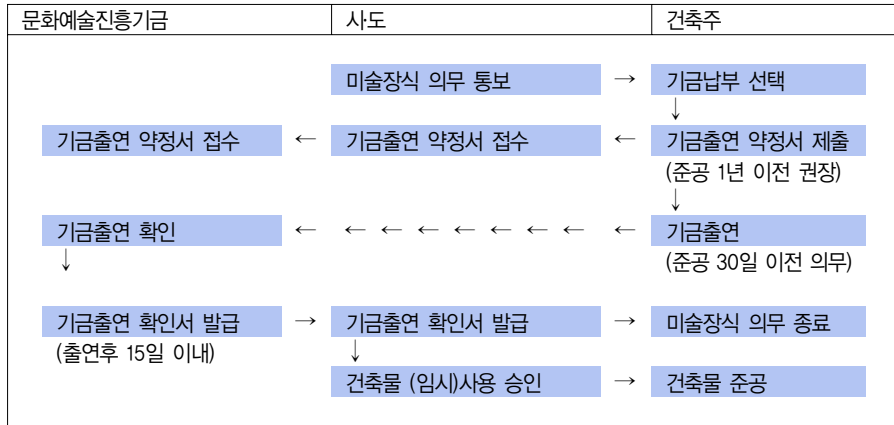 문화예술진흥기금 시·도 건축주
미술장식 의무 통보 → 기금납부 선택
↓
기금출연 약정서 접수 ← 기금출연 약정서 접수 ← 기금출연 약정서 제출
(준공 1년 이전 권장)
↓
기금출연 확인 ← ← ← ← ← ← ← ← ← 기금출연
↓ (준공 30일 이전 의무)
기금출연 확인서 발급 → 기금출연 확인서 발급 → 미술장식 의무 종료
(출연후 15일 이내) ↓
건축물 (임시)사용 승인 → 건축물 준공